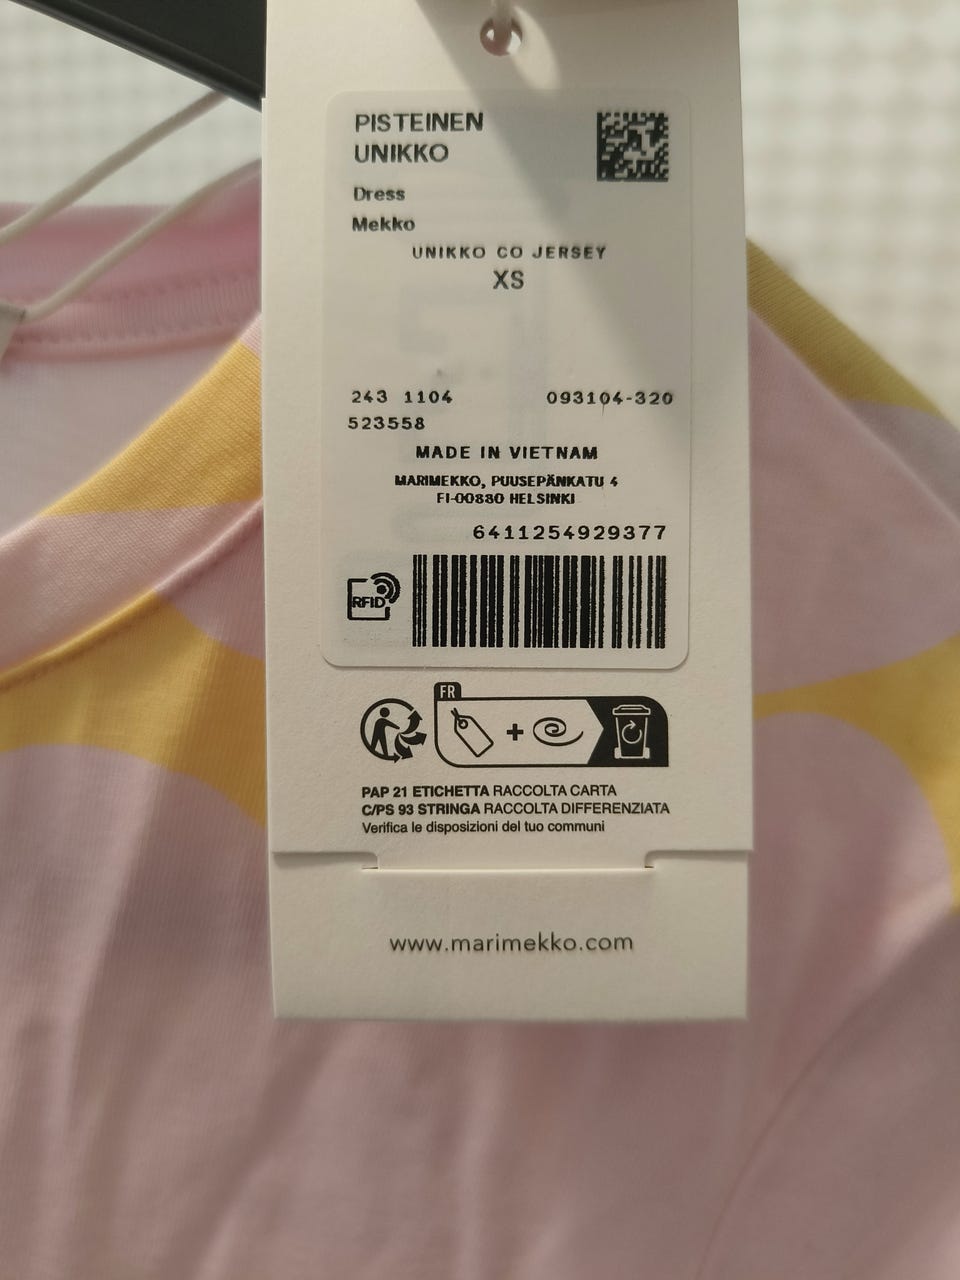 PISTEINEN
UNIKKO
Dress
Mekko
UNIKKO CO JERSEY
XS
243 1104 093104-320
523558
MADE IN VIETNAM
MARIMEKKO, PUUSEPÄNKATU 4
FI-00880 HELSINKI
6411254929377
RFID
FR
PAP 21 ETICHETTA RACCOLTA CARTA
C/PS 93 STRINGA RACCOLTA DIFFERENZIATA
Verifica le disposizioni del tuo communi
www.marimekko.com